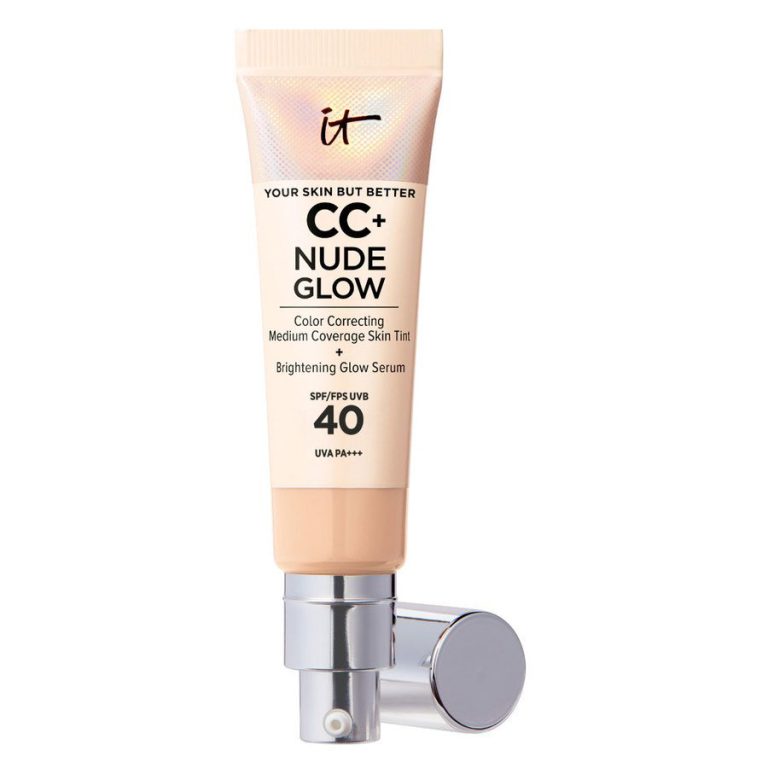 it
YOUR SKIN BUT BETTER
CC+
NUDE
GLOW
Color Correcting
Medium Coverage Skin Tint
+
Brightening Glow Serum
SPF/FPS UVB
40
UVA PA+++